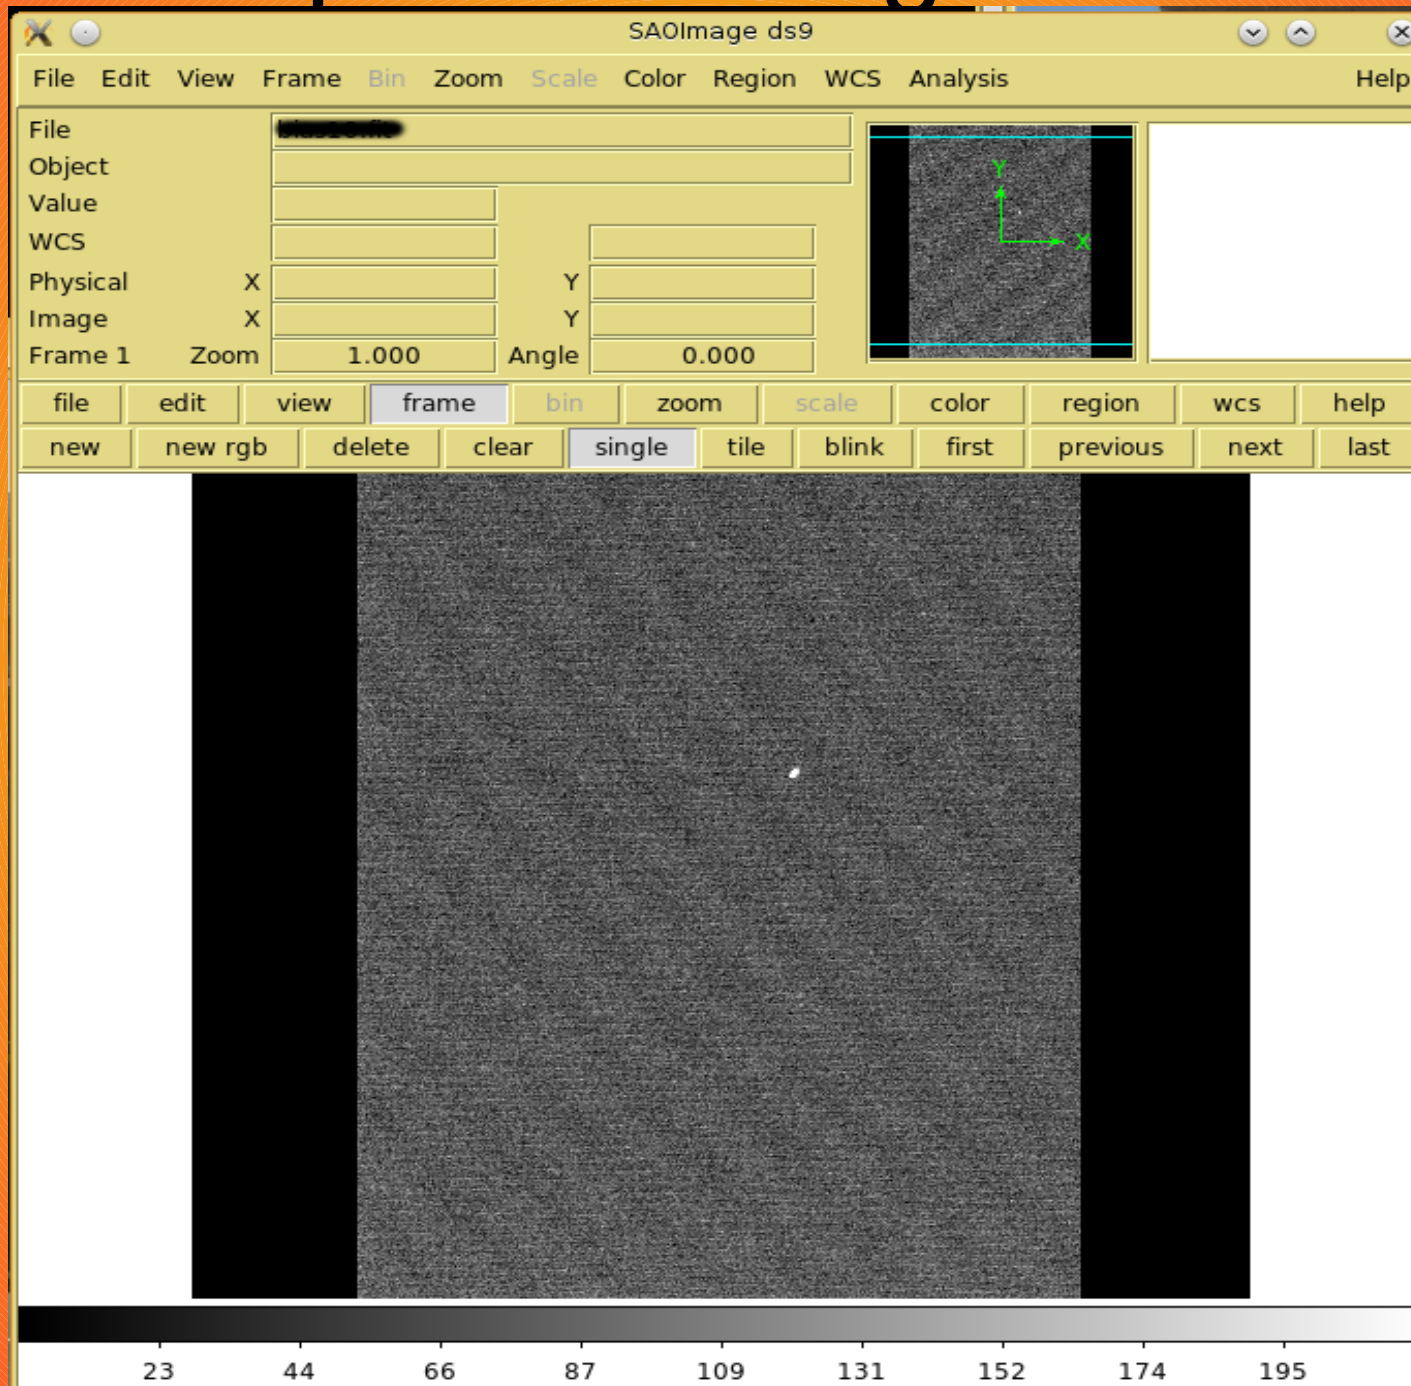 SAOImage ds9
File Edit View Frame Bin Zoom Scale Color Region WCS Analysis Help
File
Object
Value
WCS
Physical X Y
Image X Y
Frame 1 Zoom 1.000 Angle 0.000
Y
X
file edit view frame bin zoom scale color region wcs help
new new rgb delete clear single tile blink first previous next last
23 44 66 87 109 131 152 174 195